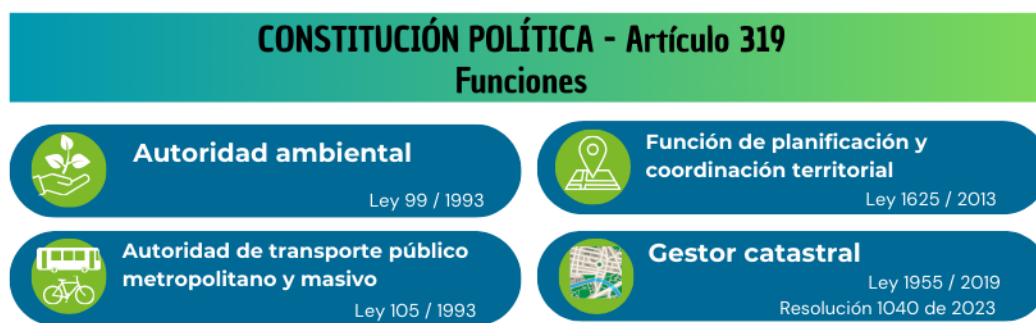 CONSTITUCIÓN POLÍTICA - Artículo 319
Funciones
Autoridad ambiental
Ley 99 / 1993
Función de planificación y
coordinación territorial
Ley 1625 / 2013
Autoridad de transporte público
metropolitano y masivo
Ley 105 / 1993
Gestor catastral
Ley 1955 / 2019
Resolución 1040 de 2023